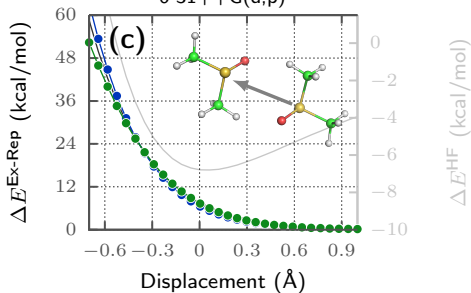 6-31++G(d,p)
(c)
60
48
36
24
12
0
ΔE^Ex-Rep (kcal/mol)
0
−2
−4
−6
−8
−10
ΔE^HF (kcal/mol)
−0.6 −0.3 0 0.3 0.6 0.9
Displacement (Å)